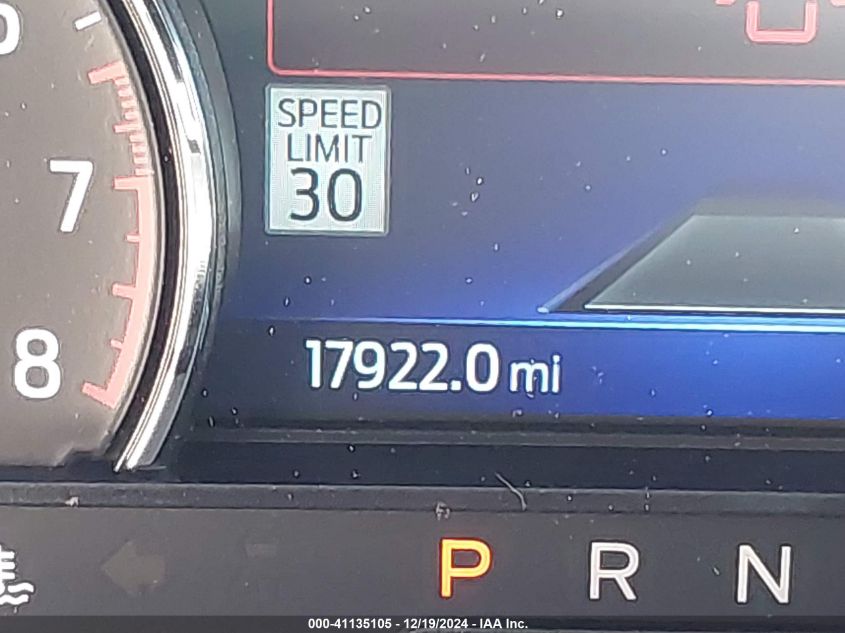 SPEED
LIMIT
30
7
8
17922.0 mi
P R N
000-41135105 - 12/19/2024 - IAA Inc.